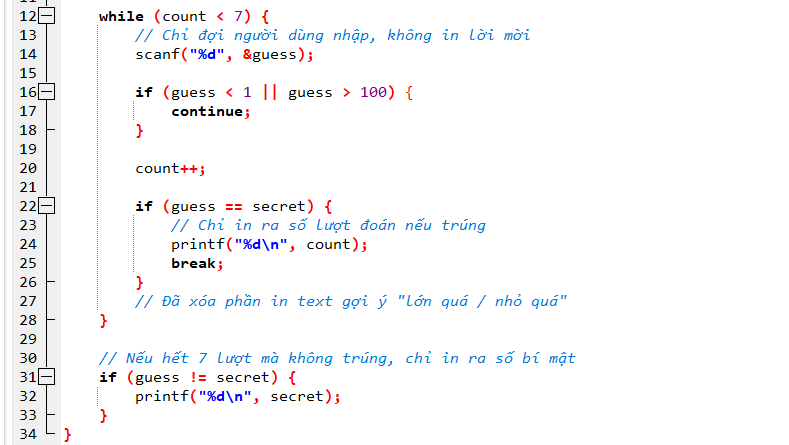 12 while (count < 7) {
13 // Chỉ đợi người dùng nhập, không in lời mời
14 scanf("%d", &guess);
15
16 if (guess < 1 || guess > 100) {
17 continue;
18 }
19
20 count++;
21
22 if (guess == secret) {
23 // Chỉ in ra số lượt đoán nếu trúng
24 printf("%d\n", count);
25 break;
26 }
27 // Đã xóa phần in text gợi ý "lớn quá / nhỏ quá"
28 }
29
30 // Nếu hết 7 lượt mà không trúng, chỉ in ra số bí mật
31 if (guess != secret) {
32 printf("%d\n", secret);
33 }
34 }